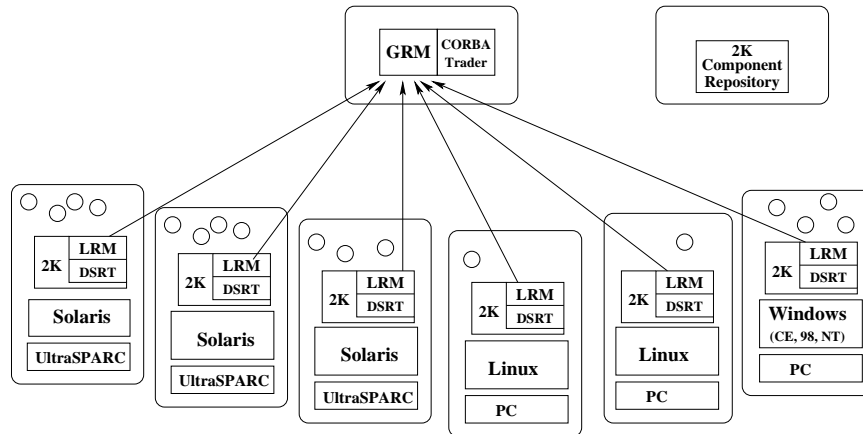 GRM
CORBA
Trader
2K
Component
Repository
2K
LRM
DSRT
Solaris
UltraSPARC
2K
LRM
DSRT
Solaris
UltraSPARC
2K
LRM
DSRT
Solaris
UltraSPARC
2K
LRM
DSRT
Linux
PC
2K
LRM
DSRT
Linux
PC
2K
LRM
DSRT
Windows
(CE, 98, NT)
PC